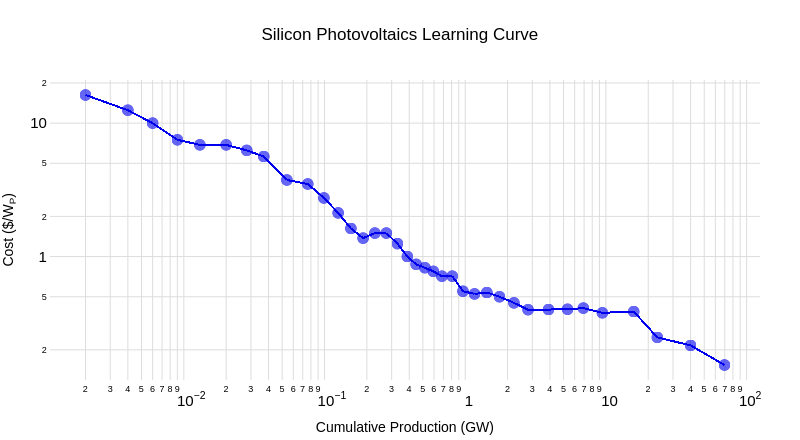 Silicon Photovoltaics Learning Curve
2
10
5
2
1
5
2
Cost ($/W_P)
2 3 4 5 6 7 8 9 2 3 4 5 6 7 8 9 2 3 4 5 6 7 8 9 2 3 4 5 6 7 8 9 2 3 4 5 6 7 8 9
10⁻² 10⁻¹ 1 10 10²
Cumulative Production (GW)